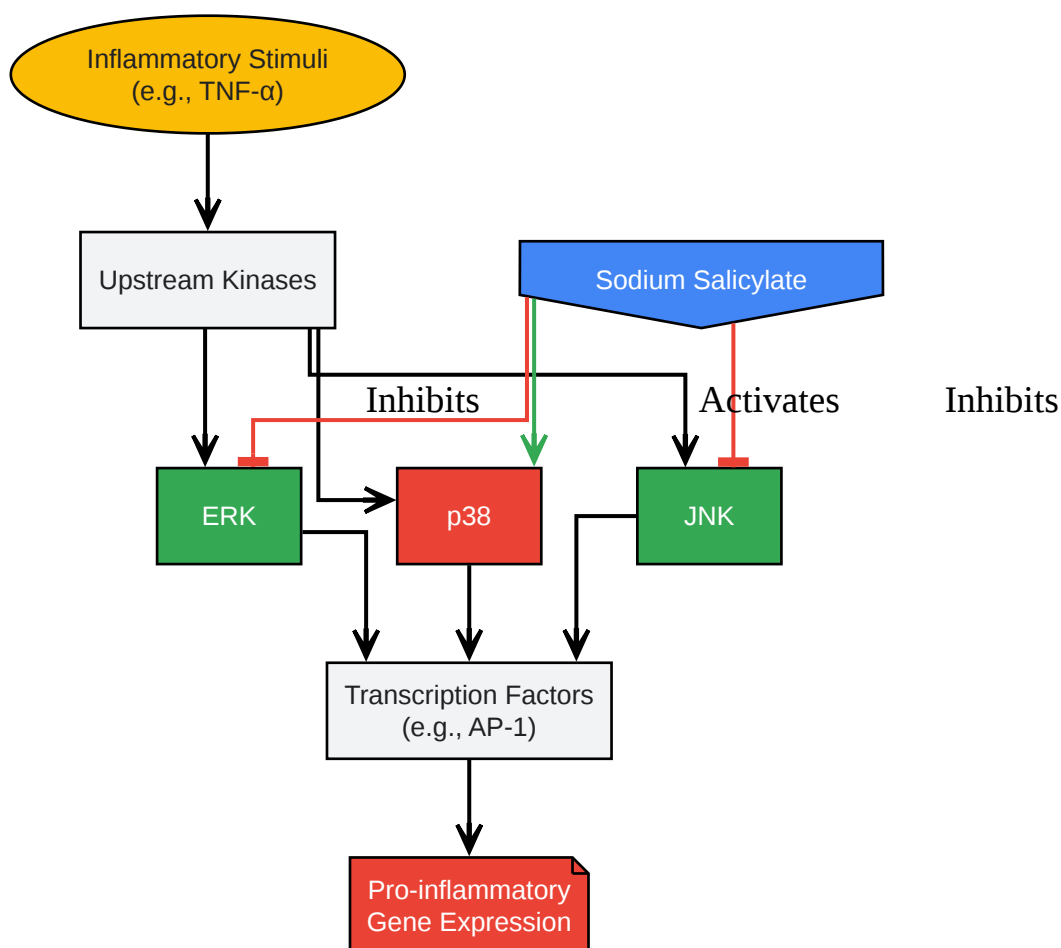 Inflammatory Stimuli
(e.g., TNF-α)
Upstream Kinases
Sodium Salicylate
Inhibits
Activates
Inhibits
ERK
p38
JNK
Transcription Factors
(e.g., AP-1)
Pro-inflammatory
Gene Expression